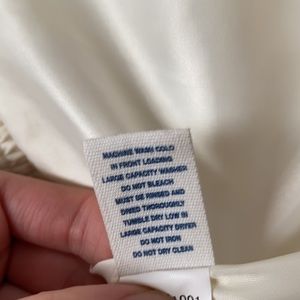 MACHINE WASH COLD
IN FRONT LOADING
LARGE CAPACITY WASHER
DO NOT BLEACH
MUST BE RINSED AND
DRIED THOROUGHLY
TUMBLE DRY LOW IN
LARGE CAPACITY DRYER
DO NOT IRON
DO NOT DRY CLEAN